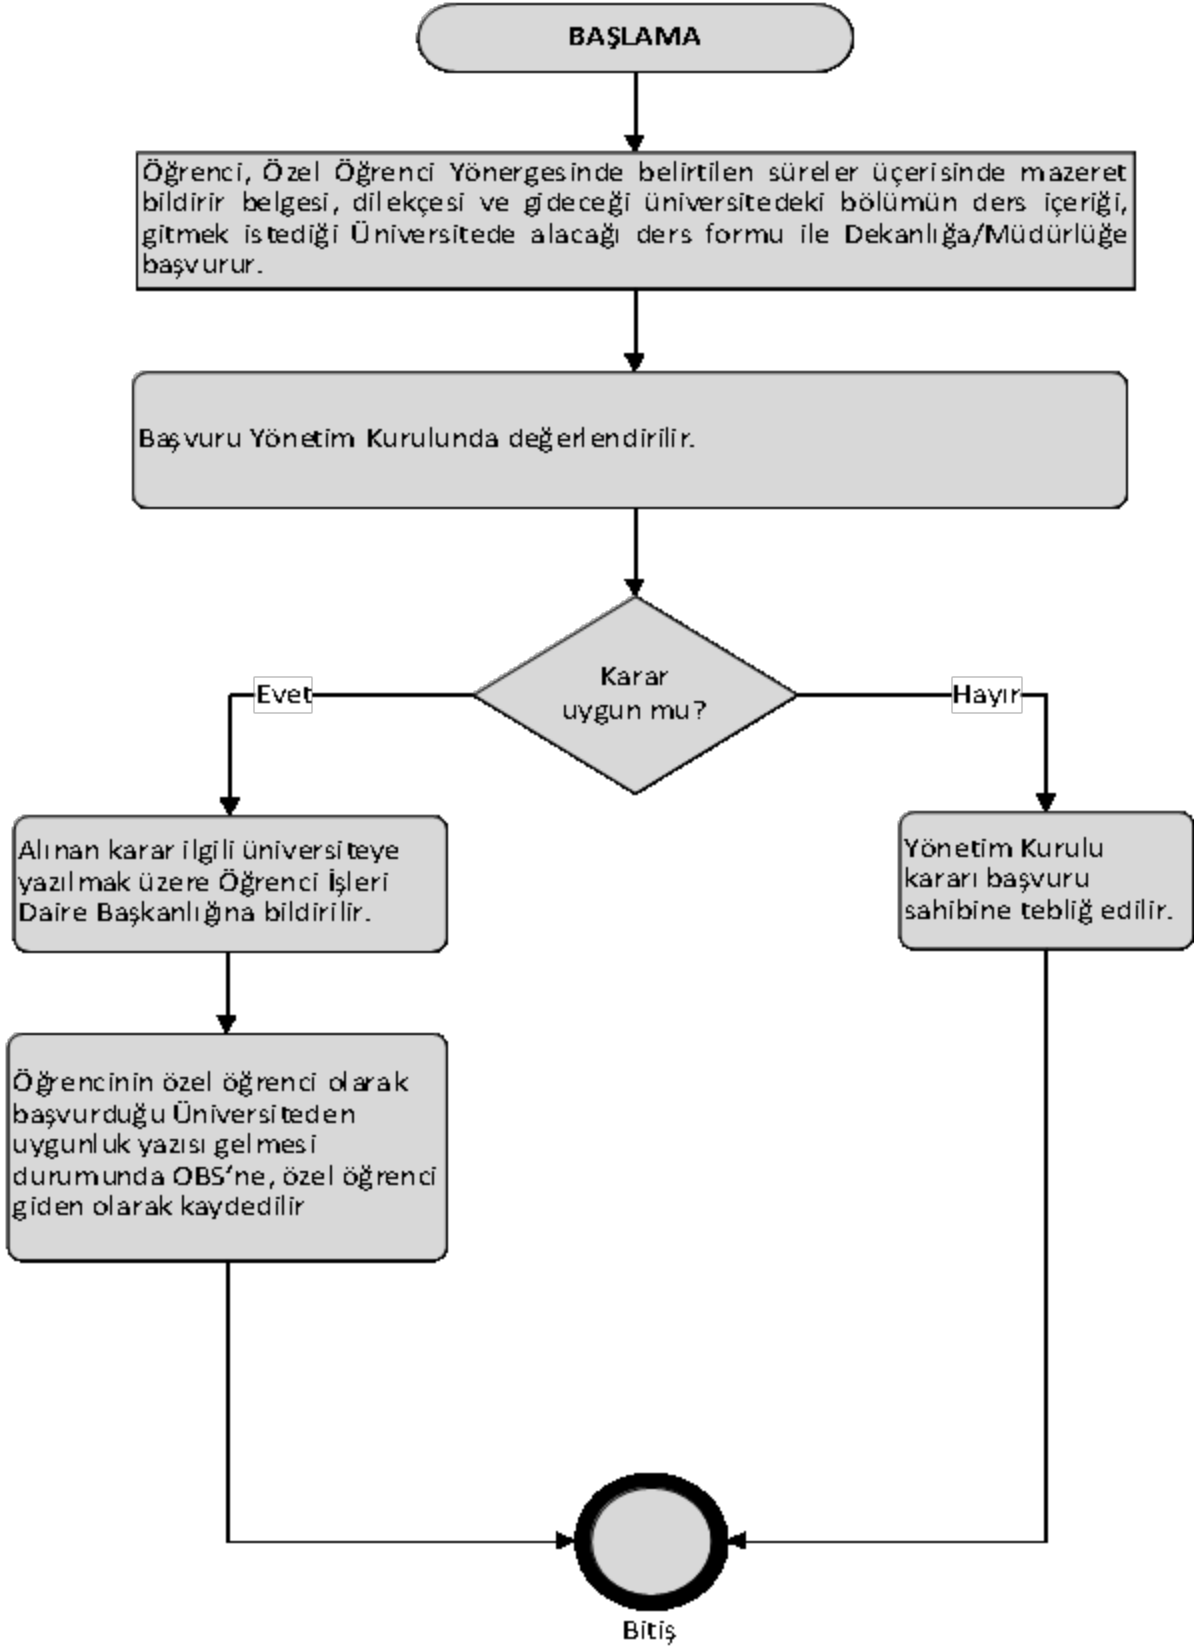 BAŞLAMA
Öğrenci, Özel Öğrenci Yönergesinde belirtilen süreler üçerisinde mazeret
bildirir belgesi, dilekçesi ve gideceği üniversitedeki bölümün ders içeriği,
gitmek istediği Üniversitede alacağı ders formu ile Dekanlığa/Müdürlüğe
başvurur.
Başvuru Yönetim Kurulunda değerlendirilir.
Karar
uygun mu?
Evet
Hayır
Alınan karar ilgili üniversiteye
yazılmak üzere Öğrenci İşleri
Daire Başkanlığına bildirilir.
Yönetim Kurulu
kararı başvuru
sahibine tebliğ edilir.
Öğrencinin özel öğrenci olarak
başvurduğu Üniversiteden
uygunluk yazısı gelmesi
durumunda OBS’ne, özel öğrenci
giden olarak kaydedilir
Bitiş